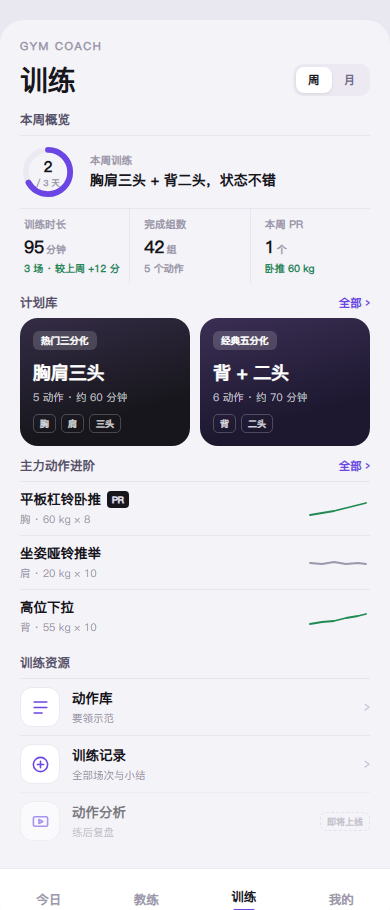 GYM COACH
训练
周 月
本周概览
2
/ 3 天
本周训练
胸肩三头 + 背二头，状态不错
训练时长
95 分钟
3 场 · 较上周 +12 分
完成组数
42 组
5 个动作
本周 PR
1 个
卧推 60 kg
计划库
全部 ›
热门三分化
胸肩三头
5 动作 · 约 60 分钟
胸 肩 三头
经典五分化
背 + 二头
6 动作 · 约 70 分钟
背 二头
主力动作进阶
全部 ›
平板杠铃卧推 PR
胸 · 60 kg × 8
坐姿哑铃推举
肩 · 20 kg × 10
高位下拉
背 · 55 kg × 10
训练资源
动作库
要领示范
训练记录
全部场次与小结
动作分析
练后复盘
即将上线
今日 教练 训练 我的